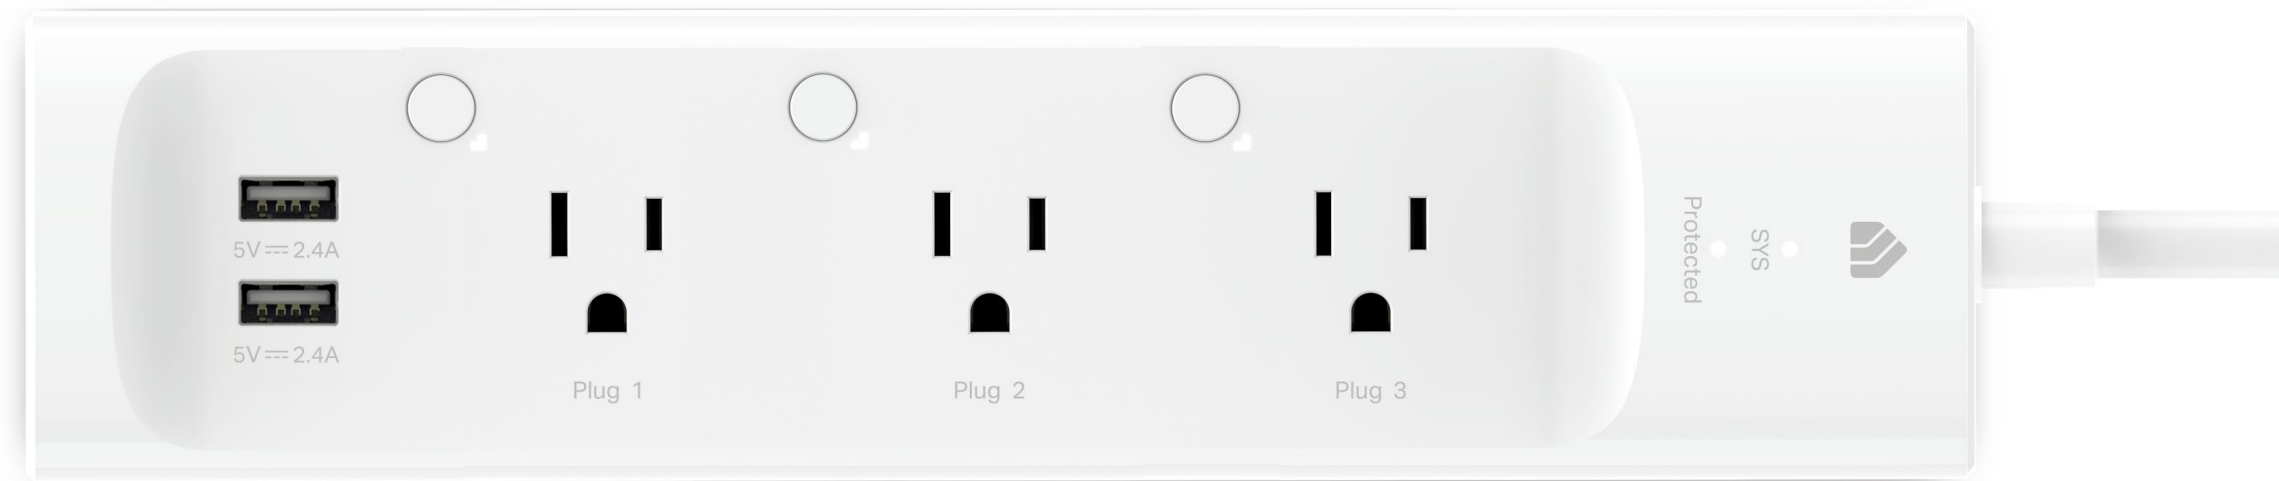 5V⎓2.4A
5V⎓2.4A
Plug 1
Plug 2
Plug 3
Protected
SYS